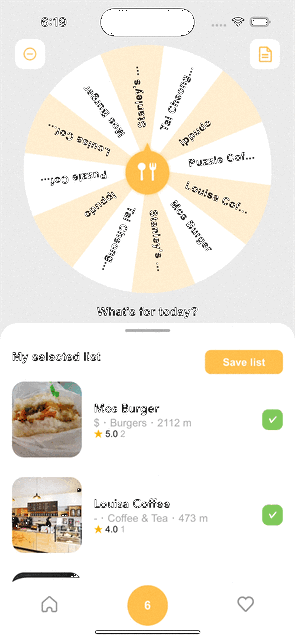 6:19
Stanley's ...
Tai Cheong...
Ippudo
Puzzle Cof...
Louisa Cof...
Mos Burger
Stanley's ...
Tai Cheong...
Ippudo
Puzzle Cof...
Louisa Cof...
Mos Burger
What's for today?
My selected list
Save list
Mos Burger
$ · Burgers · 2112 m
5.0 2
Louisa Coffee
- · Coffee & Tea · 473 m
4.0 1
6